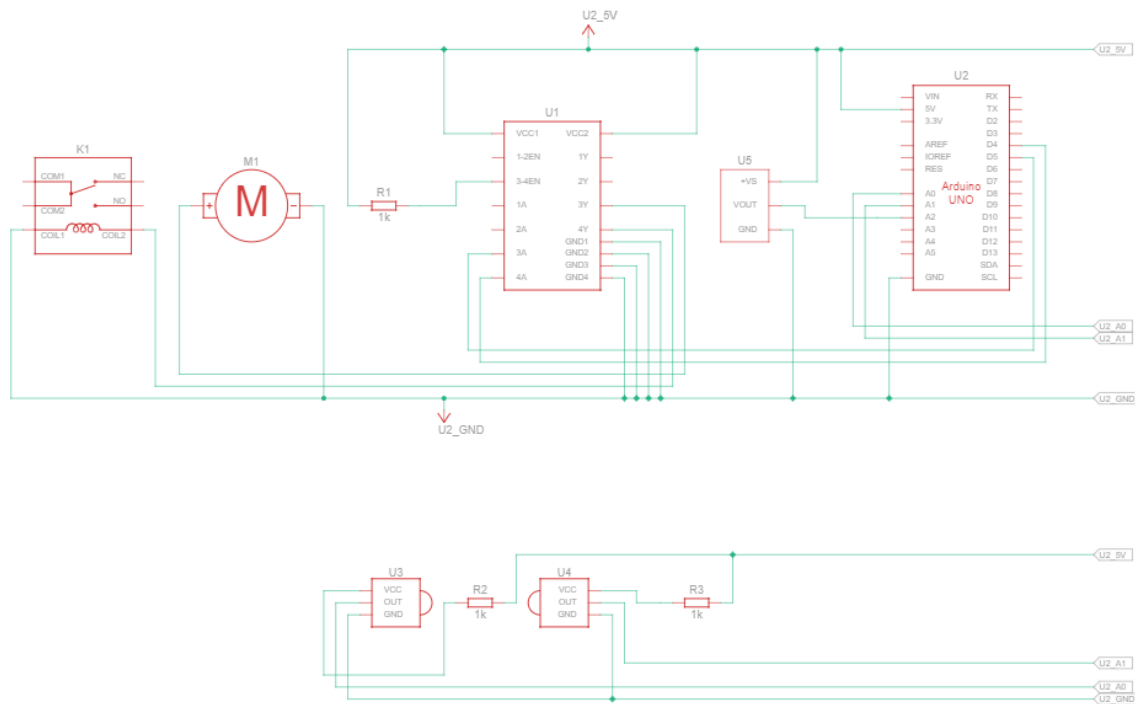 U2_5V
U2_5V
K1
COM1
NC
COM2
NO
COIL1
COIL2
M1
+
M
-
R1
1k
U1
VCC1
VCC2
1-2EN
1Y
3-4EN
2Y
1A
3Y
2A
4Y
GND1
3A
GND2
GND3
4A
GND4
U5
+VS
VOUT
GND
U2
VIN
RX
5V
TX
3.3V
D2
D3
AREF
D4
IOREF
D5
RES
D6
D7
Arduino
UNO
A0
D8
A1
D9
A2
D10
A3
D11
A4
D12
A5
D13
SDA
GND
SCL
U2_A0
U2_A1
U2_GND
U2_GND
U3
VCC
OUT
GND
R2
1k
U4
VCC
OUT
GND
R3
1k
U2_5V
U2_A1
U2_A0
U2_GND